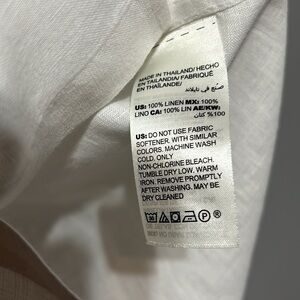 MADE IN THAILAND/HECHO
EN TAILANDIA/FABRIQUÉ
EN THAILANDE/
صنع في تايلاند
US: 100% LINEN MX: 100%
LINO CA: 100% LIN AE/KW:
100% كتان
US: DO NOT USE FABRIC
SOFTENER, WITH SIMILAR
COLORS. MACHINE WASH
COLD, ONLY
NON-CHLORINE BLEACH.
TUMBLE DRY LOW. WARM
IRON. REMOVE PROMPTLY
AFTER WASHING. MAY BE
DRY CLEANED